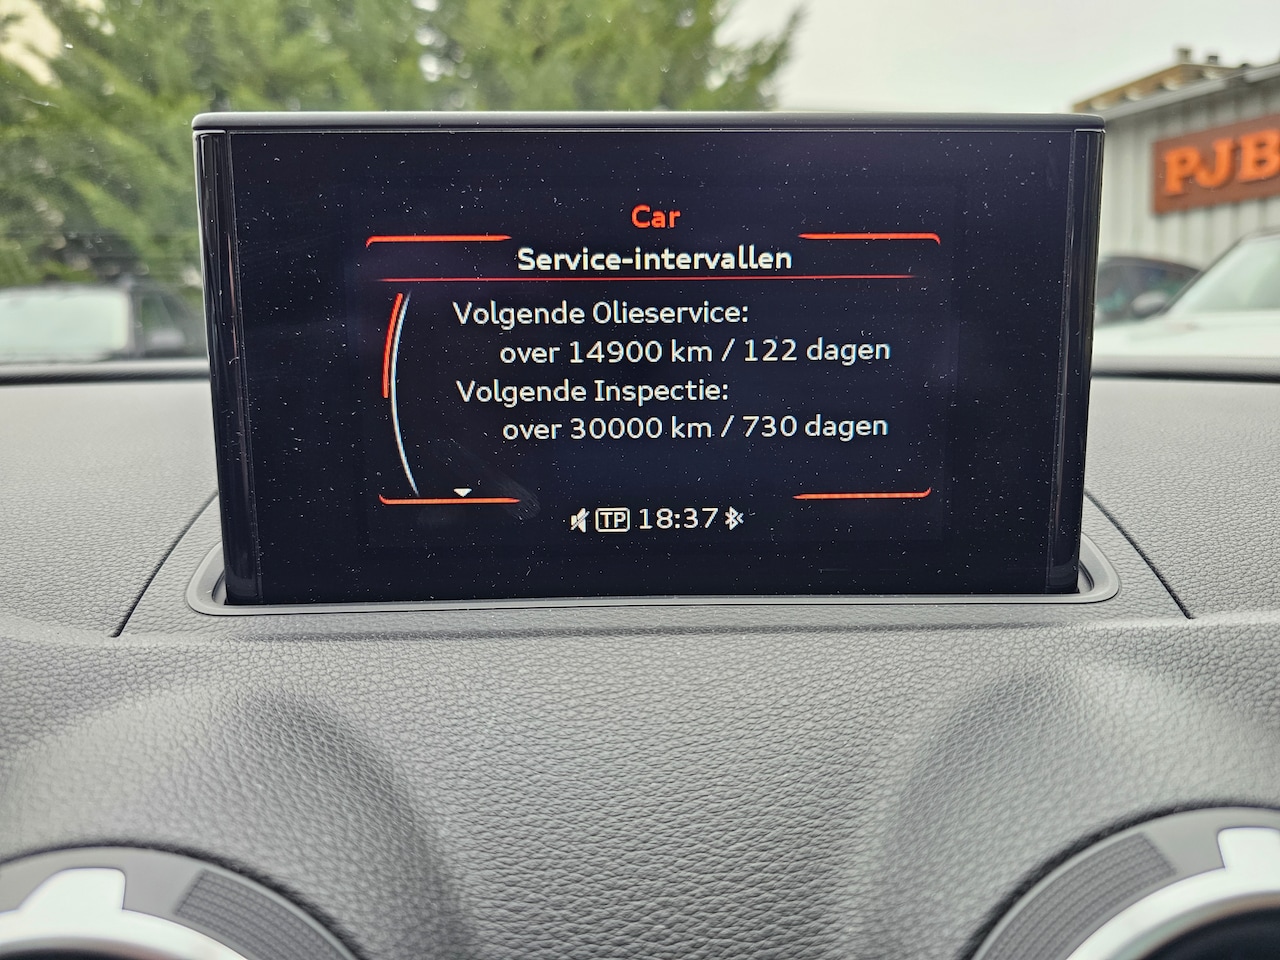 PJB
Car
Service-intervallen
Volgende Olieservice:
over 14900 km / 122 dagen
Volgende Inspectie:
over 30000 km / 730 dagen
TP 18:37